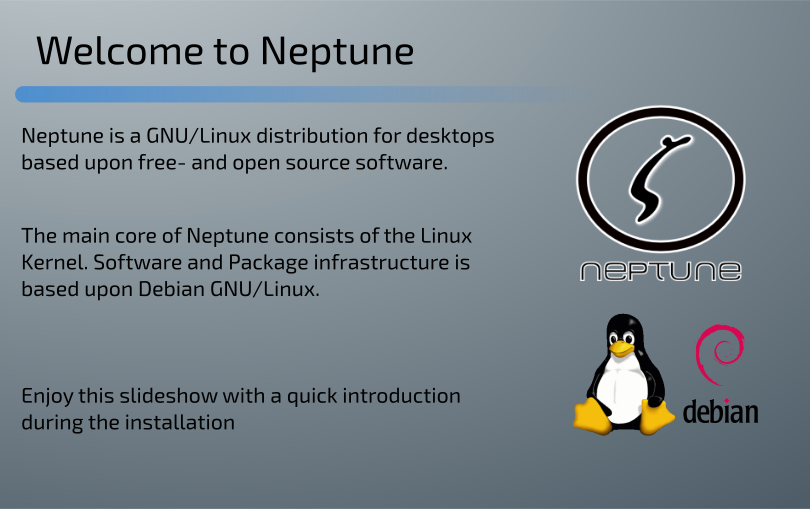 Welcome to Neptune
Neptune is a GNU/Linux distribution for desktops
based upon free- and open source software.
The main core of Neptune consists of the Linux
Kernel. Software and Package infrastructure is
based upon Debian GNU/Linux.
Enjoy this slideshow with a quick introduction
during the installation
NEPTUNE
debian